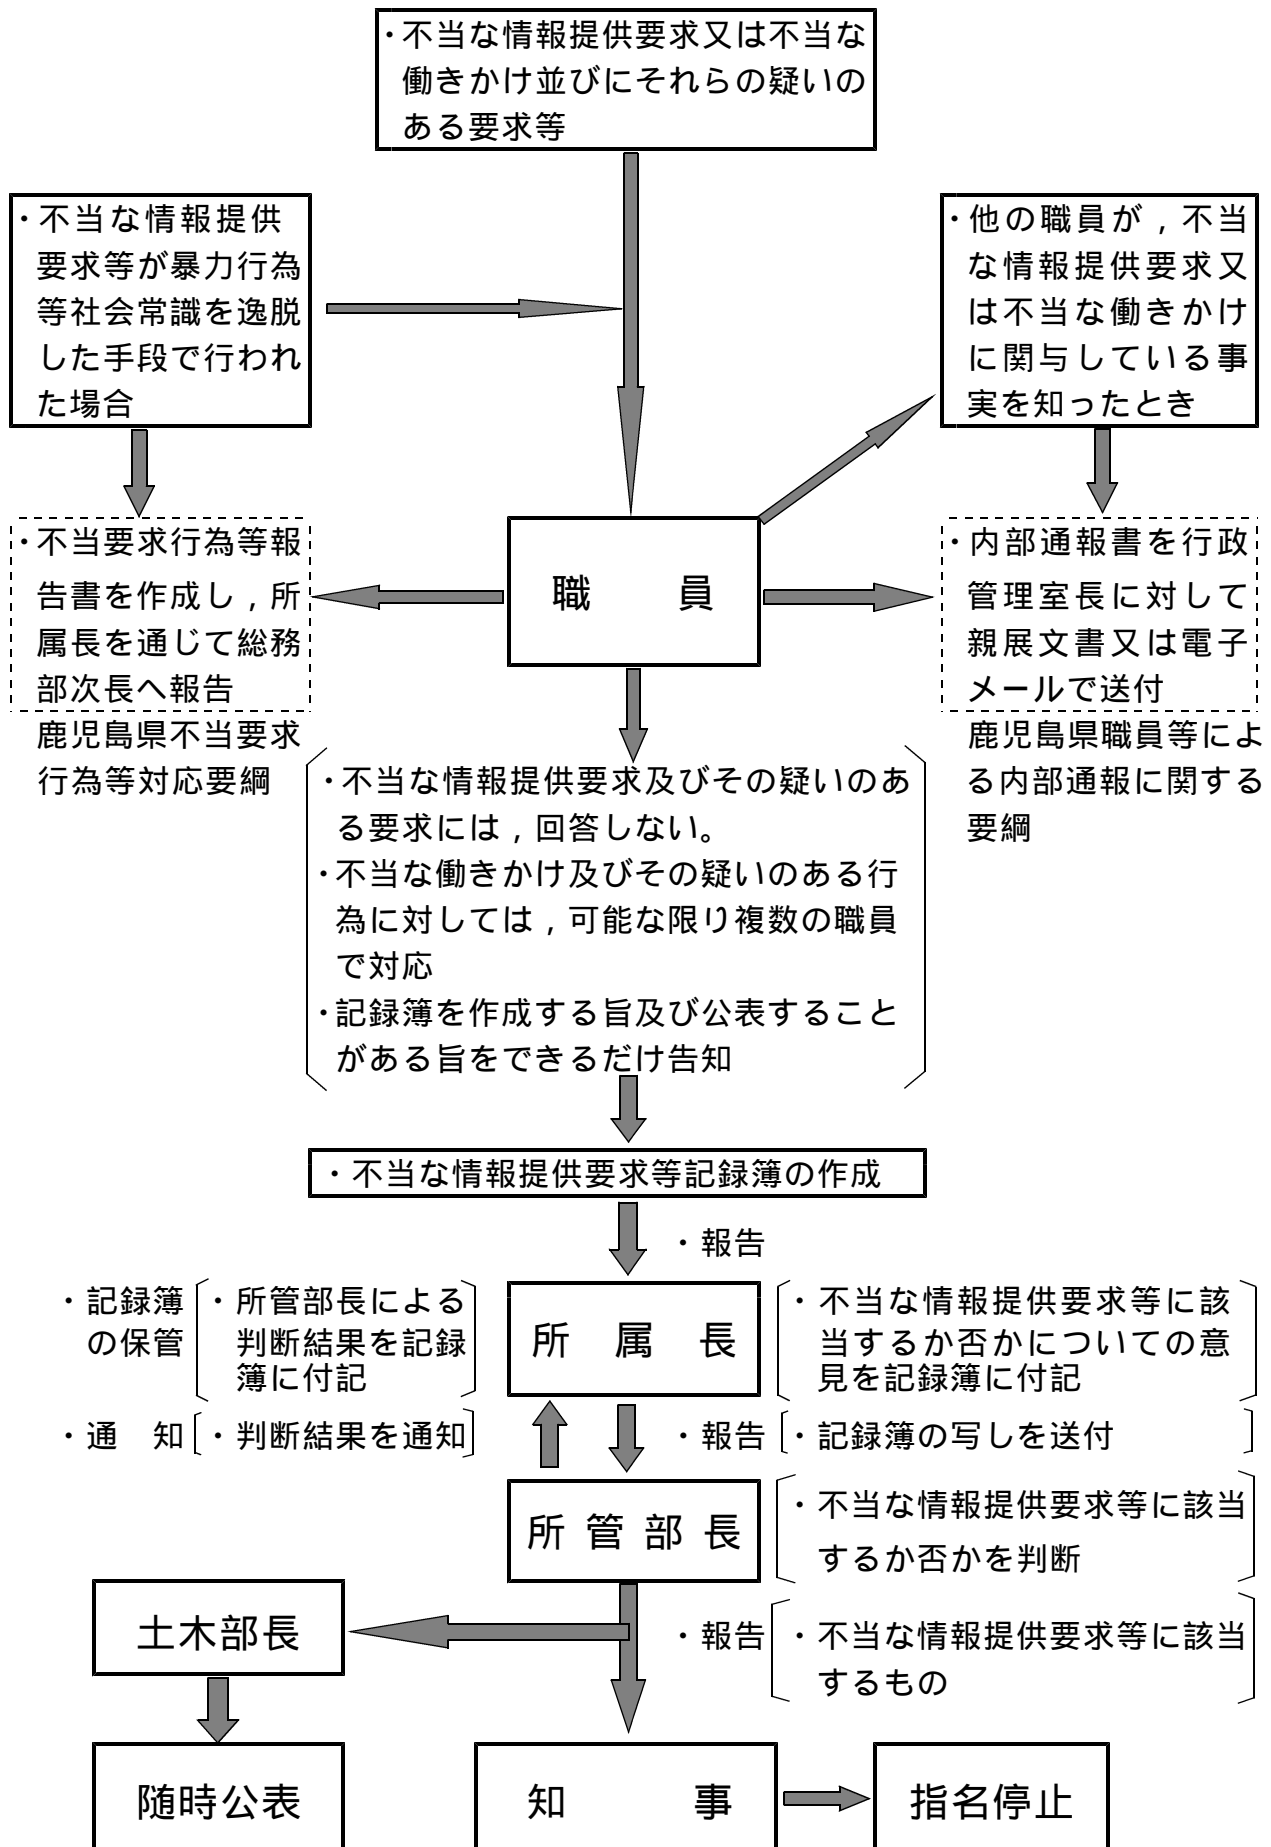 ・不当な情報提供要求又は不当な
働きかけ並びにそれらの疑いの
ある要求等
・不当な情報提供
要求等が暴力行為
等社会常識を逸脱
した手段で行われ
た場合
・他の職員が，不当
な情報提供要求又
は不当な働きかけ
に関与している事
実を知ったとき
・不当要求行為等報
告書を作成し，所
属長を通じて総務
部次長へ報告
鹿児島県不当要求
行為等対応要綱
職　員
・内部通報書を行政
管理室長に対して
親展文書又は電子
メールで送付
鹿児島県職員等によ
る内部通報に関する
要綱
・不当な情報提供要求及びその疑いのあ
る要求には，回答しない。
・不当な働きかけ及びその疑いのある行
為に対しては，可能な限り複数の職員
で対応
・記録簿を作成する旨及び公表すること
がある旨をできるだけ告知
・不当な情報提供要求等記録簿の作成
・報告
・記録簿
の保管
・所管部長による
判断結果を記録
簿に付記
所　属　長
・不当な情報提供要求等に該
当するか否かについての意
見を記録簿に付記
・通　知
・判断結果を通知
・報告
・記録簿の写しを送付
所管部長
・不当な情報提供要求等に該当
するか否かを判断
土木部長
・報告
・不当な情報提供要求等に該当
するもの
随時公表
知　事
指名停止